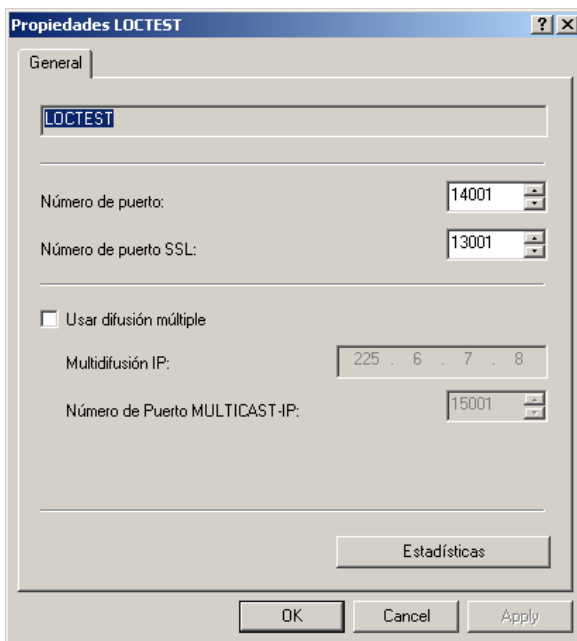 Propiedades LOCTEST
General
LOCTEST
Número de puerto: 14001
Número de puerto SSL: 13001
Usar difusión múltiple
Multidifusión IP: 225 . 6 . 7 . 8
Número de Puerto MULTICAST-IP: 15001
Estadísticas
OK Cancel Apply